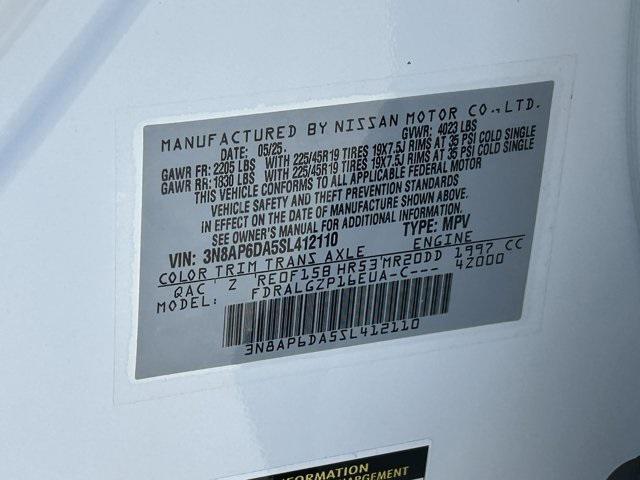 MANUFACTURED BY NISSAN MOTOR CO.,LTD.
DATE: 05/25. GVWR: 4023 LBS
GAWR FR: 2205 LBS WITH 225/45R19 TIRES 19X7.5J RIMS AT 35 PSI COLD SINGLE
GAWR RR: 1830 LBS WITH 225/45R19 TIRES 19X7.5J RIMS AT 35 PSI COLD SINGLE
THIS VEHICLE CONFORMS TO ALL APPLICABLE FEDERAL MOTOR
VEHICLE SAFETY AND THEFT PREVENTION STANDARDS
IN EFFECT ON THE DATE OF MANUFACTURE SHOWN ABOVE.
SEE OWNER'S MANUAL FOR ADDITIONAL INFORMATION.
VIN: 3N8AP6DA5SL412110 TYPE: MPV
COLOR TRIM TRANS AXLE ENGINE
QAC Z RE0F15B HR53 MR20DD 1997 CC
MODEL: FDRALGZP16EUA-C--- 42000
3N8AP6DA5SL412110
INFORMATION